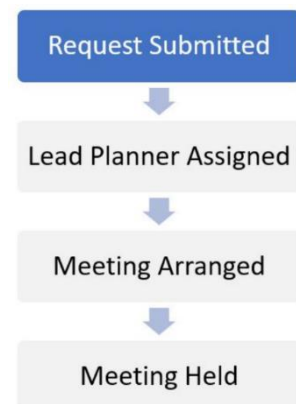 Request Submitted
Lead Planner Assigned
Meeting Arranged
Meeting Held